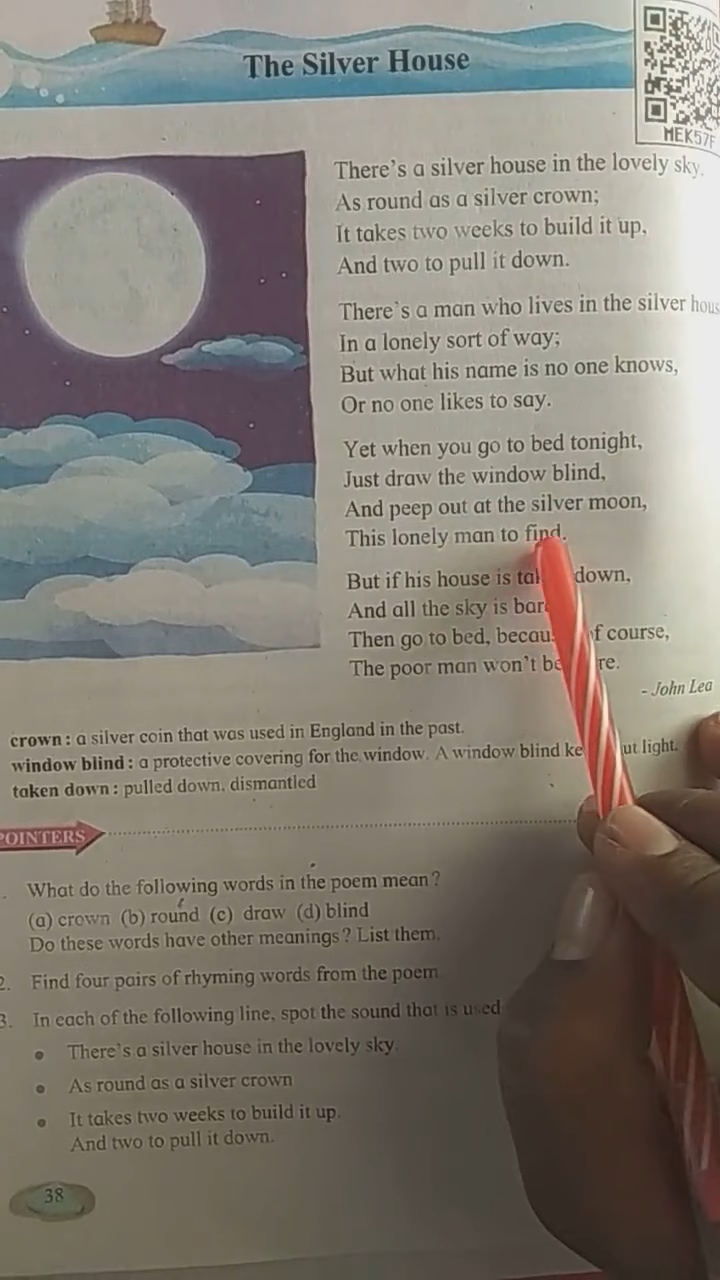 The Silver House
MEK57F
There's a silver house in the lovely sky,
As round as a silver crown;
It takes two weeks to build it up,
And two to pull it down.
There's a man who lives in the silver hous
In a lonely sort of way;
But what his name is no one knows,
Or no one likes to say.
Yet when you go to bed tonight,
Just draw the window blind,
And peep out at the silver moon,
This lonely man to find.
But if his house is down,
And all the sky is
Then go to bed, of course,
The poor man won't
- John Lea
crown : a silver coin that was used in England in the past.
window blind : a protective covering for the window. A window blind light.
taken down : pulled down, dismantled
POINTERS
What do the following words in the poem mean?
(a) crown (b) round (c) draw (d) blind
Do these words have other meanings? List them.
2. Find four pairs of rhyming words from the poem
3. In each of the following line, spot the sound that is used
• There's a silver house in the lovely sky.
• As round as a silver crown
• It takes two weeks to build it up.
And two to pull it down.
38